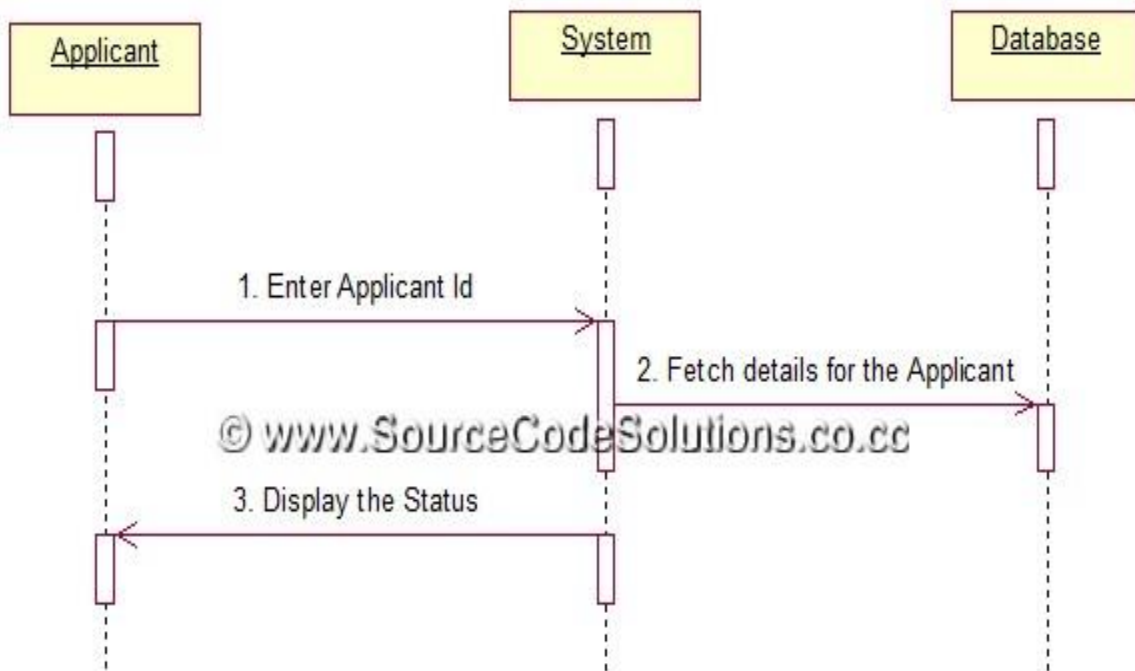 Applicant
System
Database
1. Enter Applicant Id
2. Fetch details for the Applicant
© www.SourceCodeSolutions.co.cc
3. Display the Status